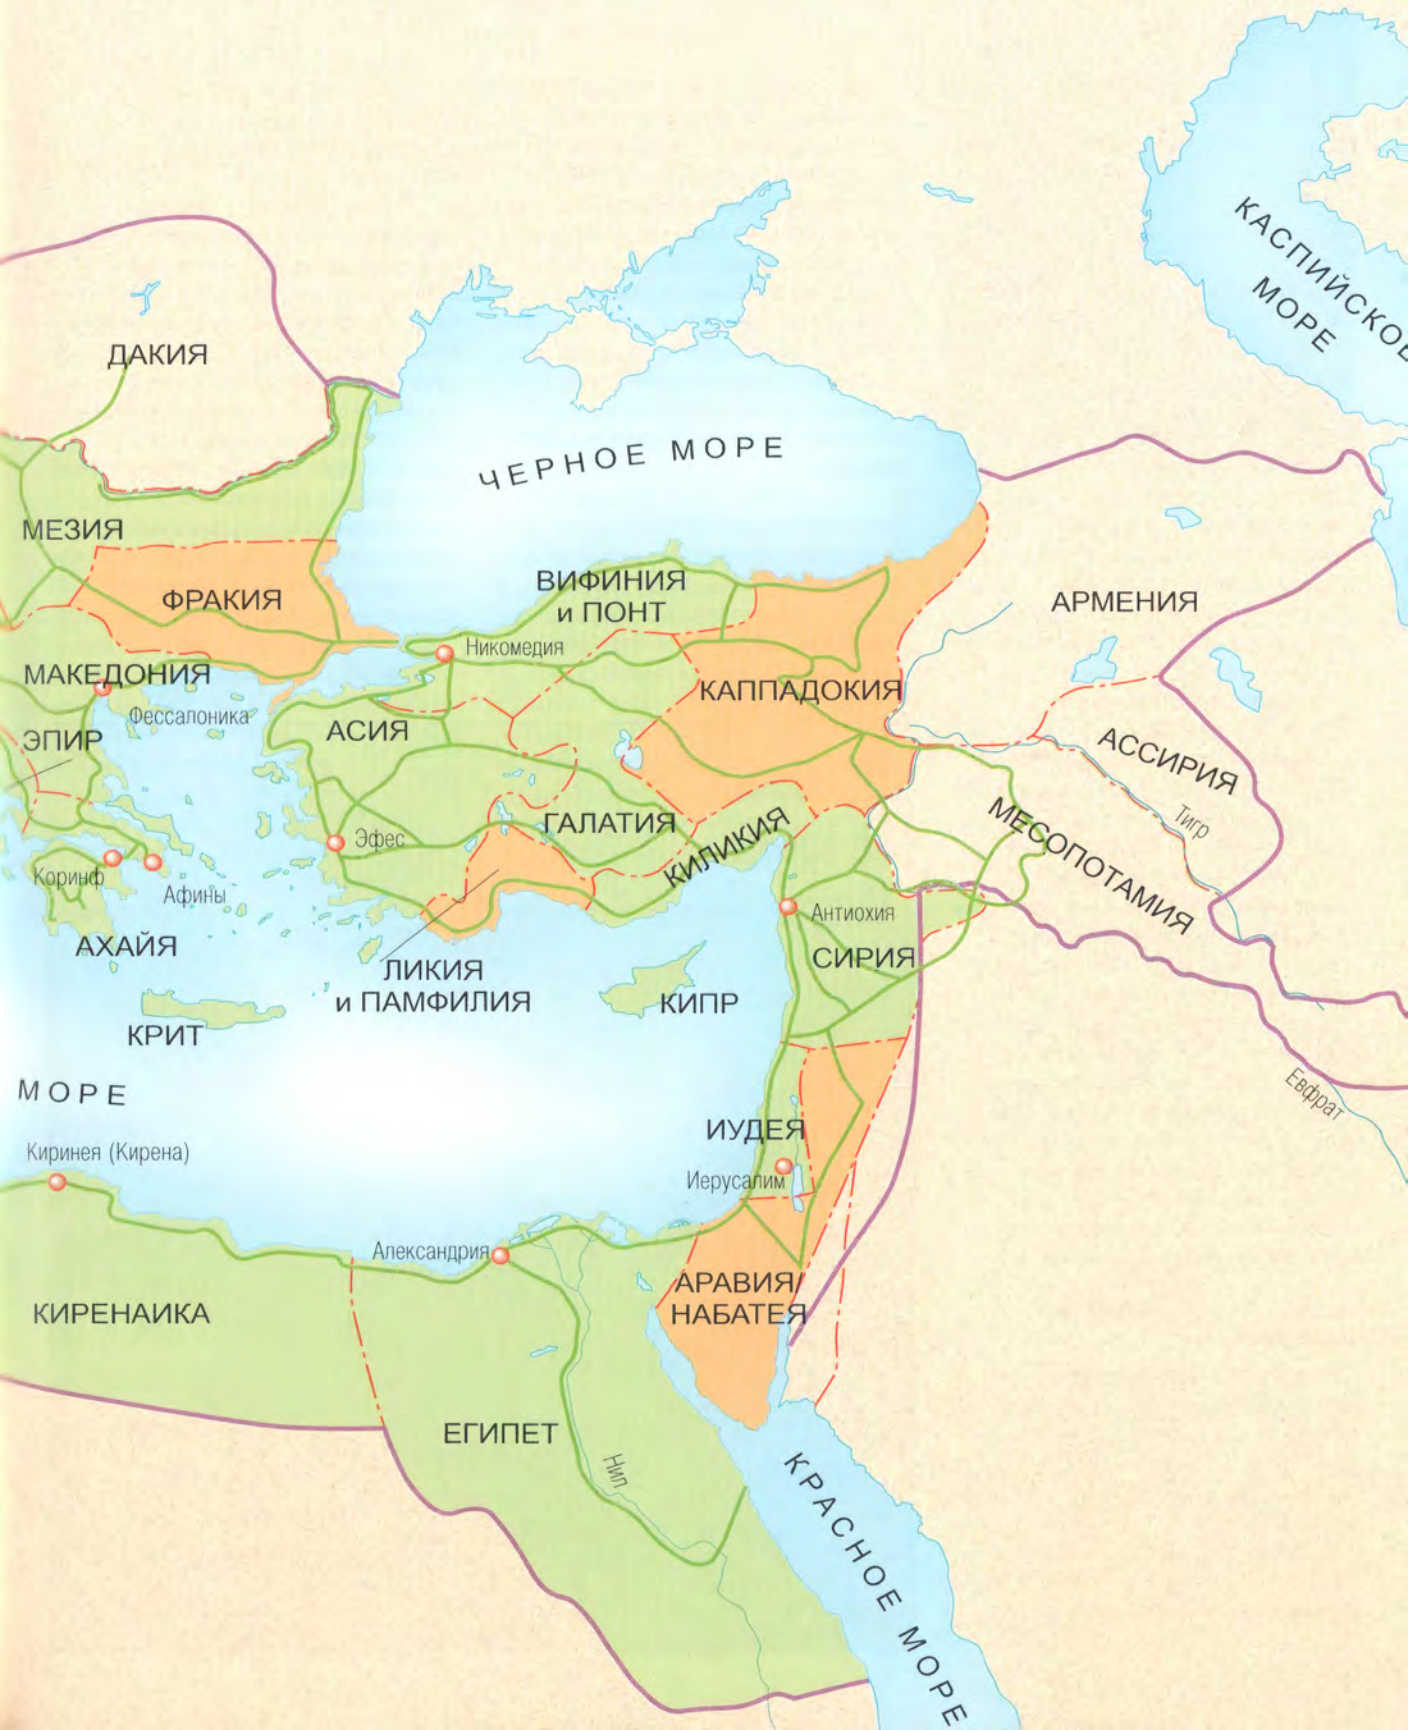 КАСПИЙСКОЕ
МОРЕ
ДАКИЯ
ЧЕРНОЕ МОРЕ
МЕЗИЯ
ФРАКИЯ
ВИФИНИЯ
и ПОНТ
АРМЕНИЯ
Никомедия
МАКЕДОНИЯ
КАППАДОКИЯ
Фессалоника
АСИЯ
ЭПИР
АССИРИЯ
Тигр
ГАЛАТИЯ
МЕСОПОТАМИЯ
Эфес
КИЛИКИЯ
Коринф
Афины
Антиохия
АХАЙЯ
СИРИЯ
ЛИКИЯ
и ПАМФИЛИЯ
КИПР
КРИТ
МОРЕ
Евфрат
ИУДЕЯ
Киринея (Кирена)
Иерусалим
Александрия
АРАВИЯ/
НАБАТЕЯ
КИРЕНАИКА
ЕГИПЕТ
Нил
КРАСНОЕ МОРЕ